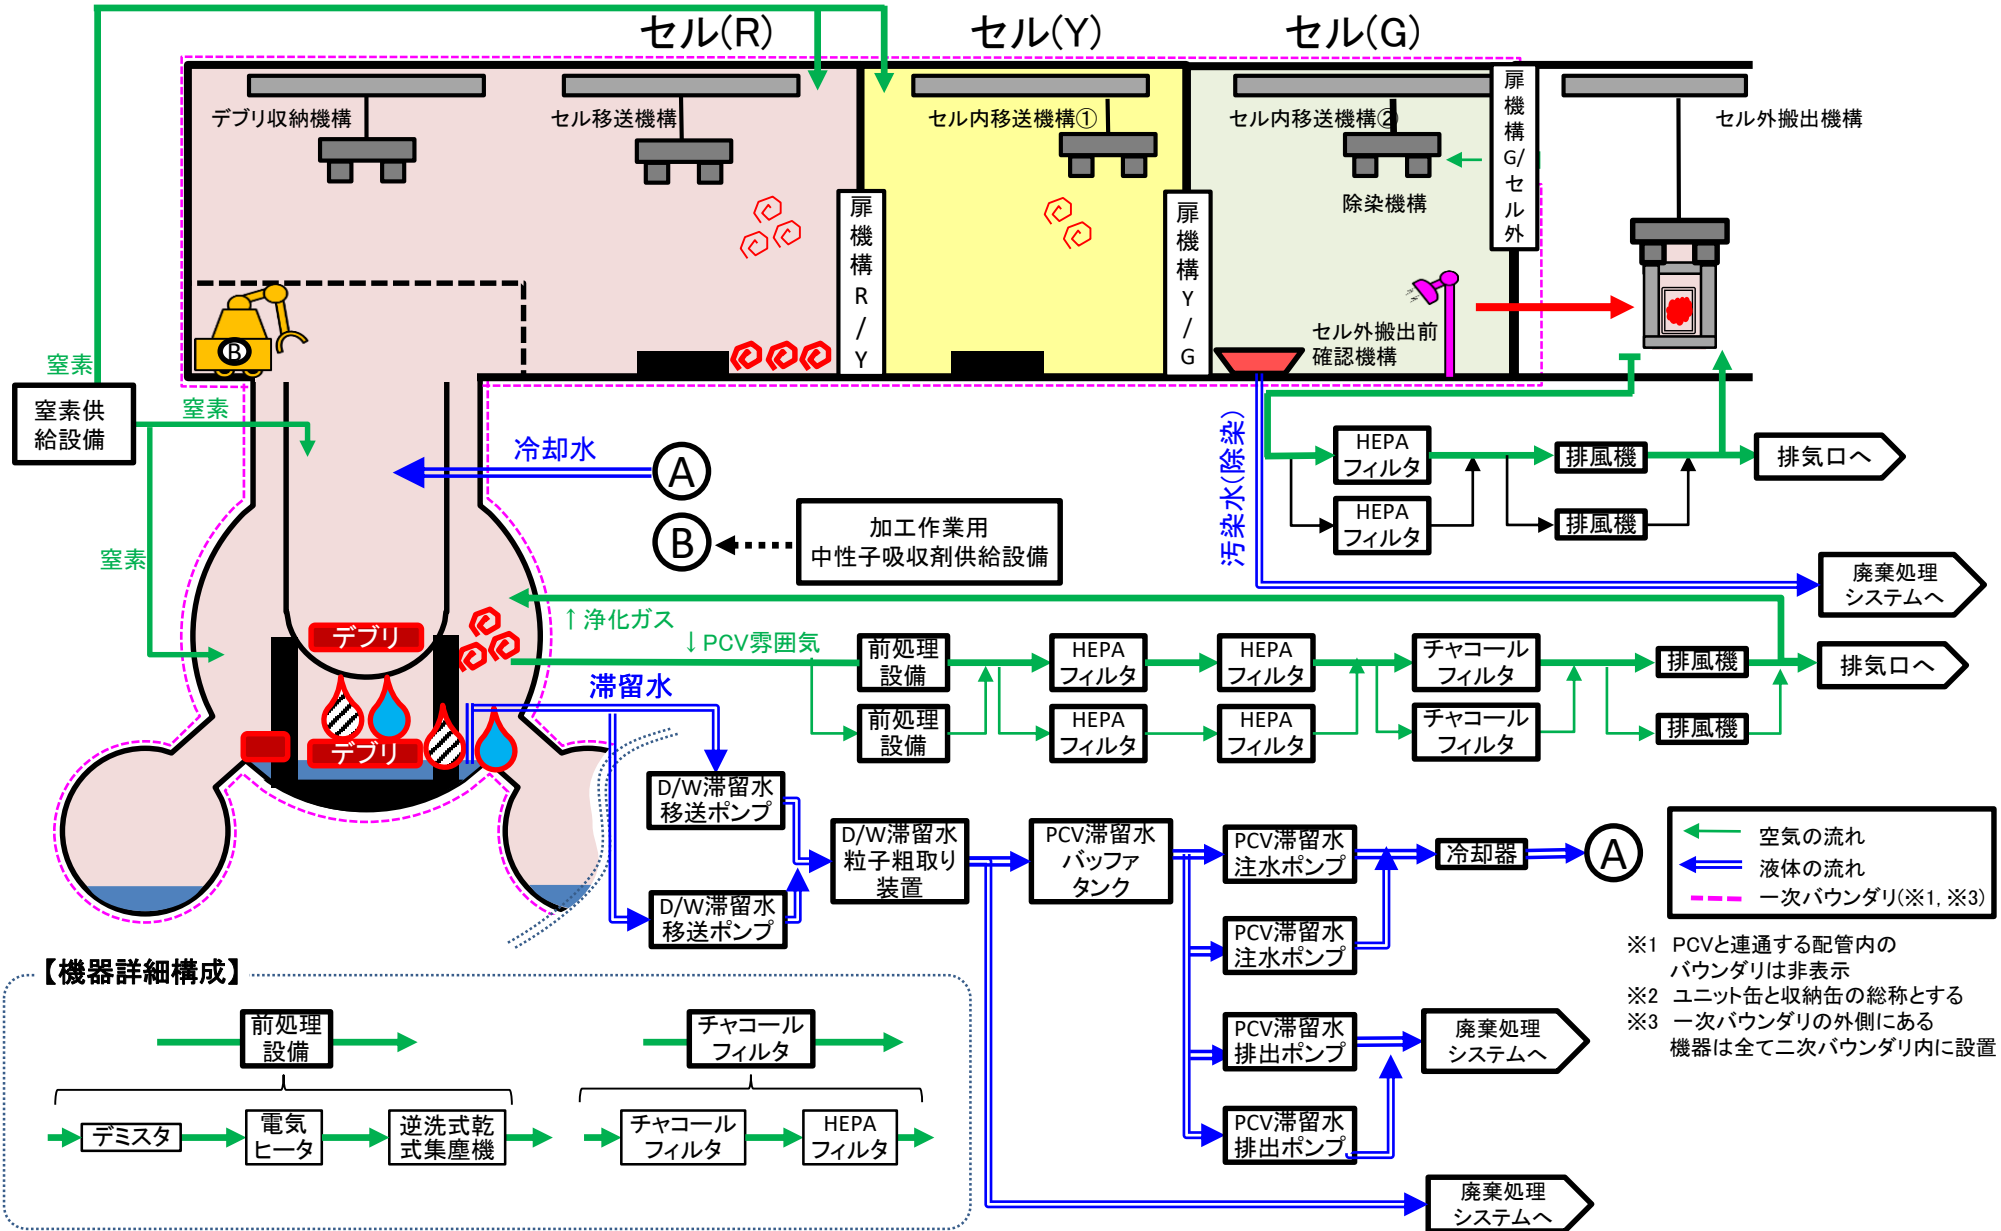 セル(R)
セル(Y)
セル(G)
デブリ収納機構
セル移送機構
セル内移送機構①
セル内移送機構②
セル外搬出機構
除染機構
扉機構R/Y
扉機構Y/G
扉機構G/セル外
セル外搬出前
確認機構
B
窒素
窒素供
給設備
窒素
窒素
冷却水
A
B
加工作業用
中性子吸収剤供給設備
汚染水(除染)
HEPA
フィルタ
HEPA
フィルタ
排風機
排風機
排気口へ
廃棄処理
システムへ
↑浄化ガス
↓PCV雰囲気
前処理
設備
HEPA
フィルタ
HEPA
フィルタ
チャコール
フィルタ
排風機
排気口へ
前処理
設備
HEPA
フィルタ
HEPA
フィルタ
チャコール
フィルタ
排風機
デブリ
デブリ
滞留水
D/W滞留水
移送ポンプ
D/W滞留水
移送ポンプ
D/W滞留水
粒子粗取り
装置
PCV滞留水
バッファ
タンク
PCV滞留水
注水ポンプ
冷却器
A
PCV滞留水
注水ポンプ
PCV滞留水
排出ポンプ
廃棄処理
システムへ
PCV滞留水
排出ポンプ
廃棄処理
システムへ
空気の流れ
液体の流れ
一次バウンダリ(※1, ※3)
※1 PCVと連通する配管内の
バウンダリは非表示
※2 ユニット缶と収納缶の総称とする
※3 一次バウンダリの外側にある
機器は全て二次バウンダリ内に設置
【機器詳細構成】
前処理
設備
デミスタ
電気
ヒータ
逆洗式乾
式集塵機
チャコール
フィルタ
チャコール
フィルタ
HEPA
フィルタ